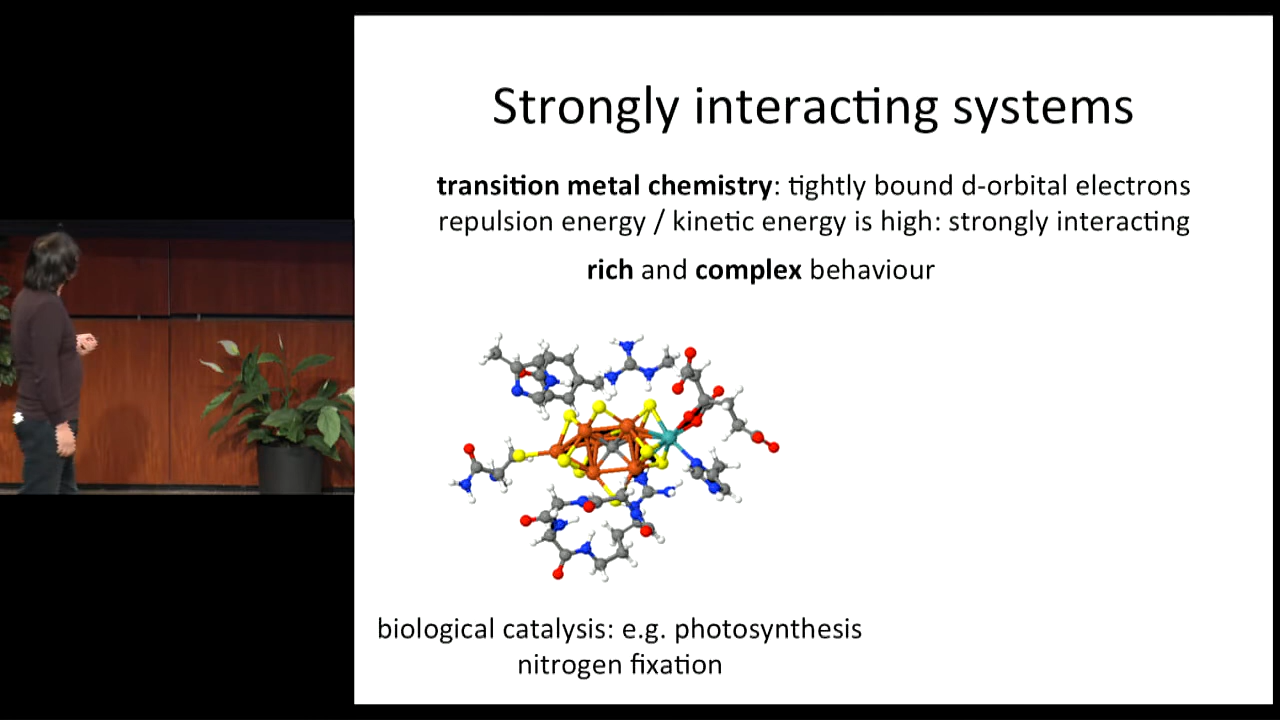 Strongly interacting systems
transition metal chemistry: tightly bound d-orbital electrons
repulsion energy / kinetic energy is high: strongly interacting
rich and complex behaviour
biological catalysis: e.g. photosynthesis
nitrogen fixation